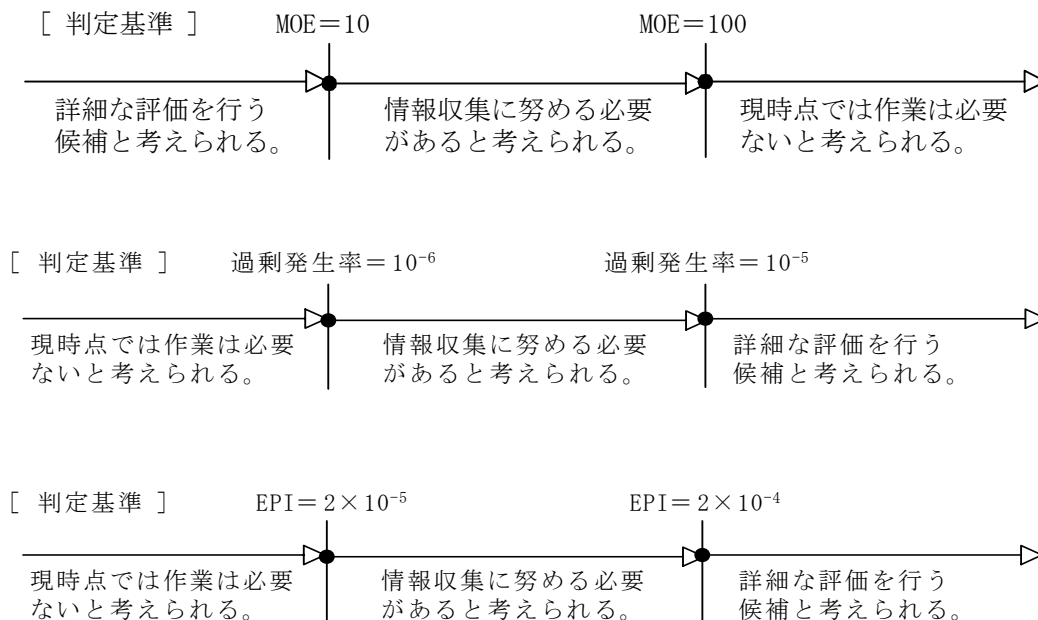 [ 判定基準 ] MOE＝10 MOE＝100
詳細な評価を行う 情報収集に努める必要 現時点では作業は必要
候補と考えられる。 があると考えられる。 ないと考えられる。
[ 判定基準 ] 過剰発生率＝10⁻⁶ 過剰発生率＝10⁻⁵
現時点では作業は必要 情報収集に努める必要 詳細な評価を行う
ないと考えられる。 があると考えられる。 候補と考えられる。
[ 判定基準 ] EPI＝2×10⁻⁵ EPI＝2×10⁻⁴
現時点では作業は必要 情報収集に努める必要 詳細な評価を行う
ないと考えられる。 があると考えられる。 候補と考えられる。